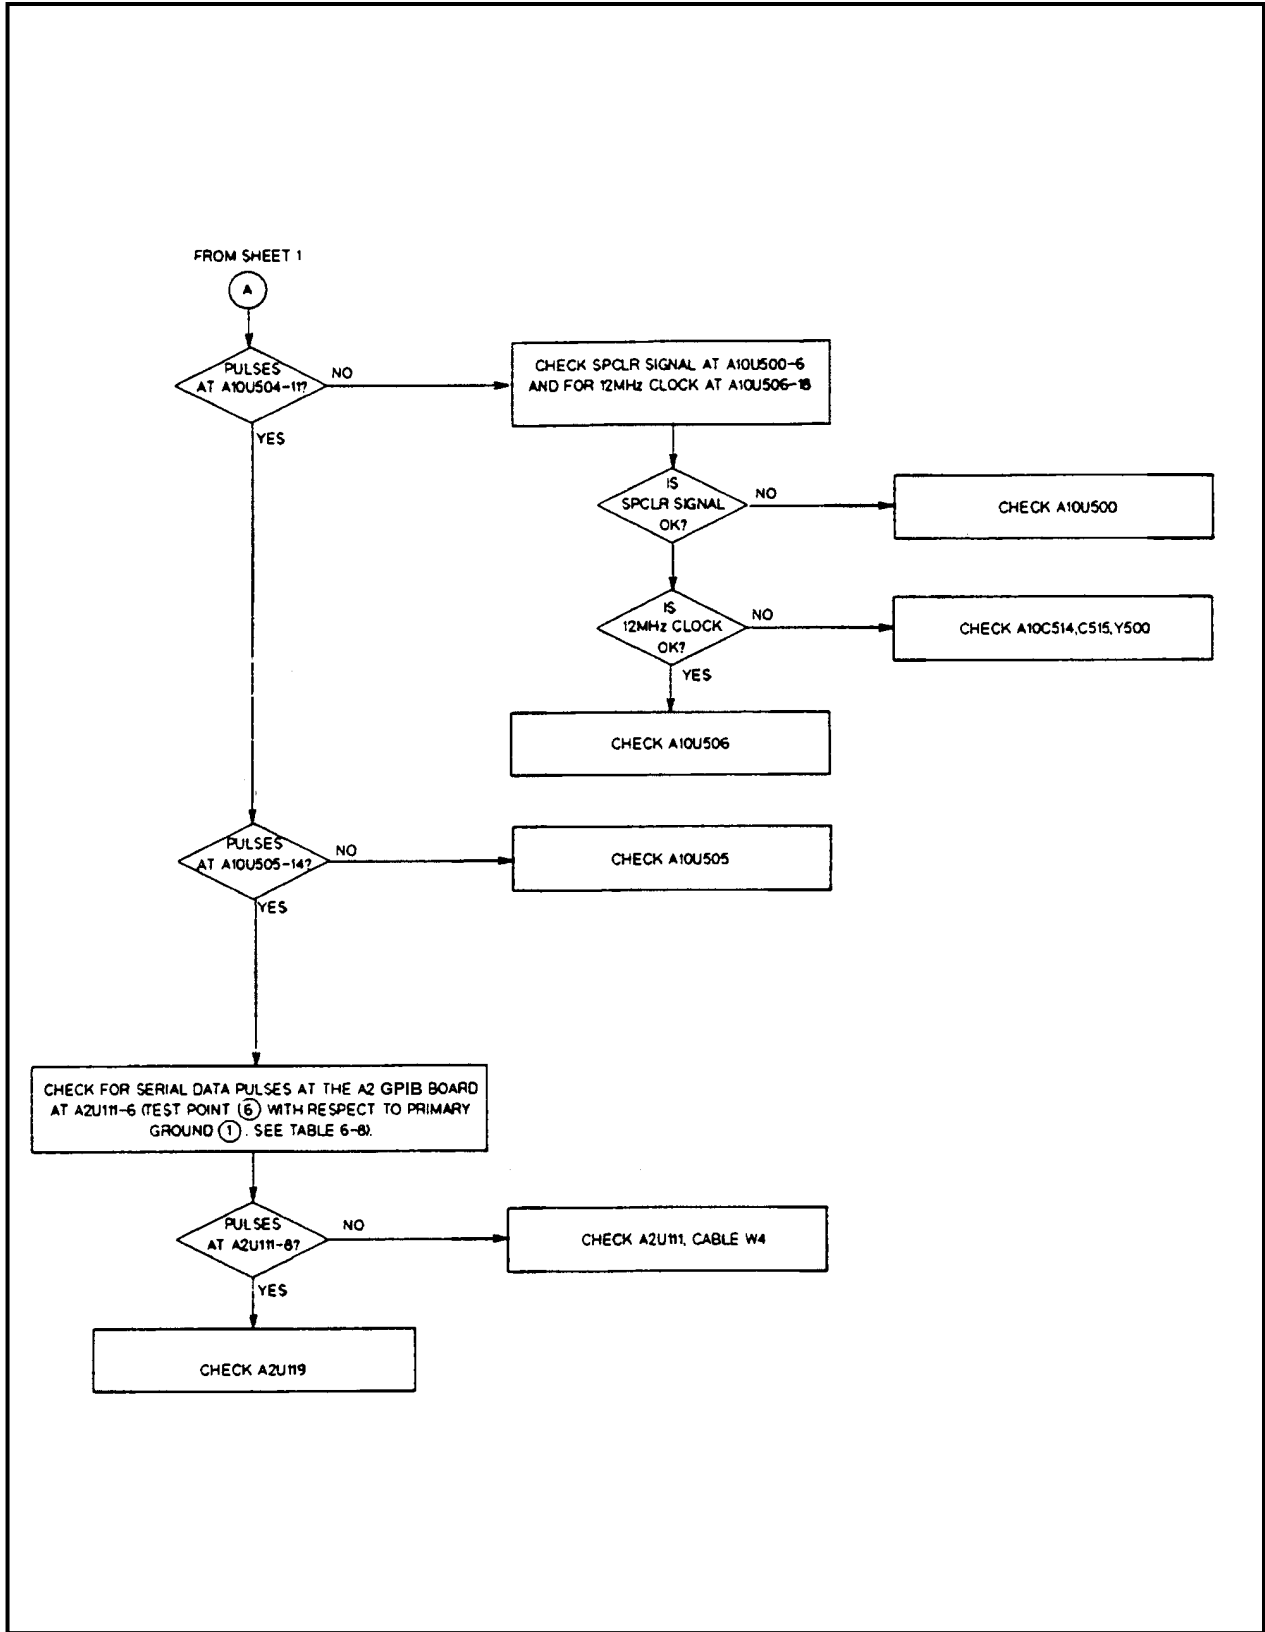 FROM SHEET 1
A
PULSES
AT A10U504-11?
NO
YES
CHECK SPCLR SIGNAL AT A10U500-6
AND FOR 12MHz CLOCK AT A10U506-18
IS
SPCLR SIGNAL
OK?
NO
CHECK A10U500
IS
12MHz CLOCK
OK?
NO
YES
CHECK A10C514,C515,Y500
CHECK A10U506
PULSES
AT A10U505-14?
NO
YES
CHECK A10U505
CHECK FOR SERIAL DATA PULSES AT THE A2 GPIB BOARD
AT A2U111-6 (TEST POINT 6 WITH RESPECT TO PRIMARY
GROUND 1 . SEE TABLE 6-8).
PULSES
AT A2U111-6?
NO
YES
CHECK A2U111, CABLE W4
CHECK A2U119